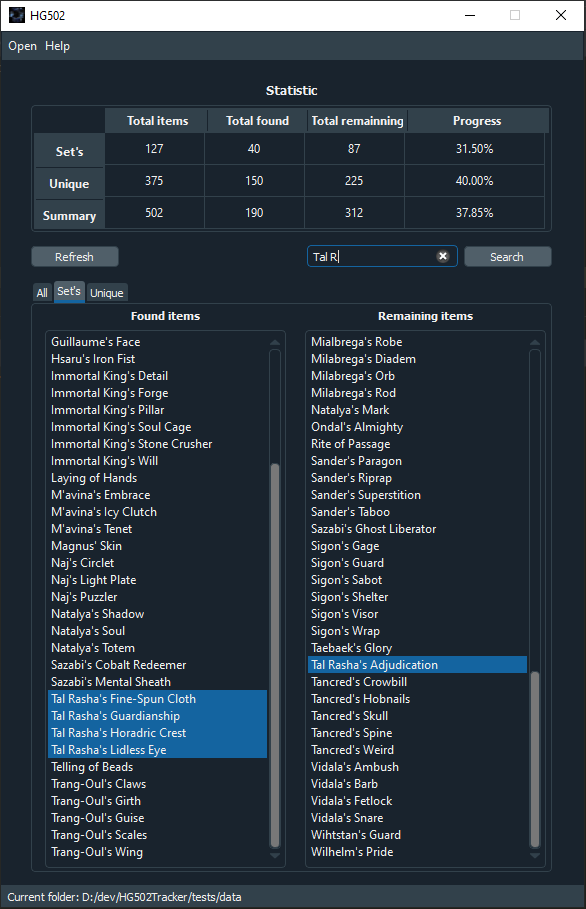 HG502
Open Help
Statistic
Total items Total found Total remainning Progress
Set's 127 40 87 31.50%
Unique 375 150 225 40.00%
Summary 502 190 312 37.85%
Refresh Tal R Search
All Set's Unique
Found items
Guillaume's Face
Hsaru's Iron Fist
Immortal King's Detail
Immortal King's Forge
Immortal King's Pillar
Immortal King's Soul Cage
Immortal King's Stone Crusher
Immortal King's Will
Laying of Hands
M'avina's Embrace
M'avina's Icy Clutch
M'avina's Tenet
Magnus' Skin
Naj's Circlet
Naj's Light Plate
Naj's Puzzler
Natalya's Shadow
Natalya's Soul
Natalya's Totem
Sazabi's Cobalt Redeemer
Sazabi's Mental Sheath
Tal Rasha's Fine-Spun Cloth
Tal Rasha's Guardianship
Tal Rasha's Horadric Crest
Tal Rasha's Lidless Eye
Telling of Beads
Trang-Oul's Claws
Trang-Oul's Girth
Trang-Oul's Guise
Trang-Oul's Scales
Trang-Oul's Wing
Remaining items
Mialbrega's Robe
Milabrega's Diadem
Milabrega's Orb
Milabrega's Rod
Natalya's Mark
Ondal's Almighty
Rite of Passage
Sander's Paragon
Sander's Riprap
Sander's Superstition
Sander's Taboo
Sazabi's Ghost Liberator
Sigon's Gage
Sigon's Guard
Sigon's Sabot
Sigon's Shelter
Sigon's Visor
Sigon's Wrap
Taebaek's Glory
Tal Rasha's Adjudication
Tancred's Crowbill
Tancred's Hobnails
Tancred's Skull
Tancred's Spine
Tancred's Weird
Vidala's Ambush
Vidala's Barb
Vidala's Fetlock
Vidala's Snare
Wihtstan's Guard
Wilhelm's Pride
Current folder: D:/dev/HG502Tracker/tests/data